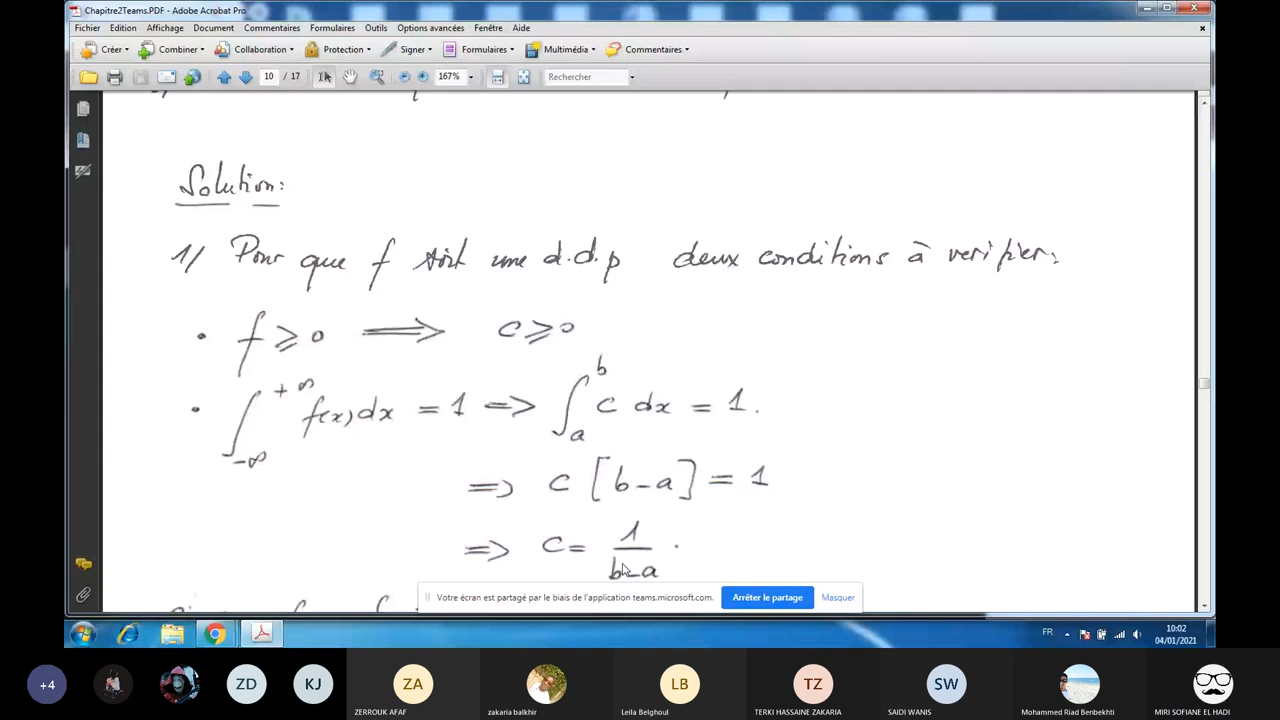 Chapitre2Teams.PDF - Adobe Acrobat Pro
Fichier Edition Affichage Document Commentaires Formulaires Outils Options avancées Fenêtre Aide
Créer Combiner Collaboration Protection Signer Formulaires Multimédia Commentaires
10 / 17 167% Rechercher
Solution:
1/ Pour que f soit une d.d.p deux conditions à verifier:
• f ⩾ 0 ⟹ c ⩾ 0
• ∫_{-∞}^{+∞} f(x) dx = 1 ⟹ ∫_a^b c dx = 1.
⟹ c [b-a] = 1
⟹ c = 1/(b-a) .
Votre écran est partagé par le biais de l'application teams.microsoft.com. Arrêter le partage Masquer
FR 10:02
04/01/2021
+4 ZD KJ ZA LB TZ SW
ZERROUK AFAF zakaria balkhir Leila Belghoul TERKI HASSAINE ZAKARIA SAIDI WANIS Mohammed Riad Benbekhti MIRI SOFIANE EL HADI